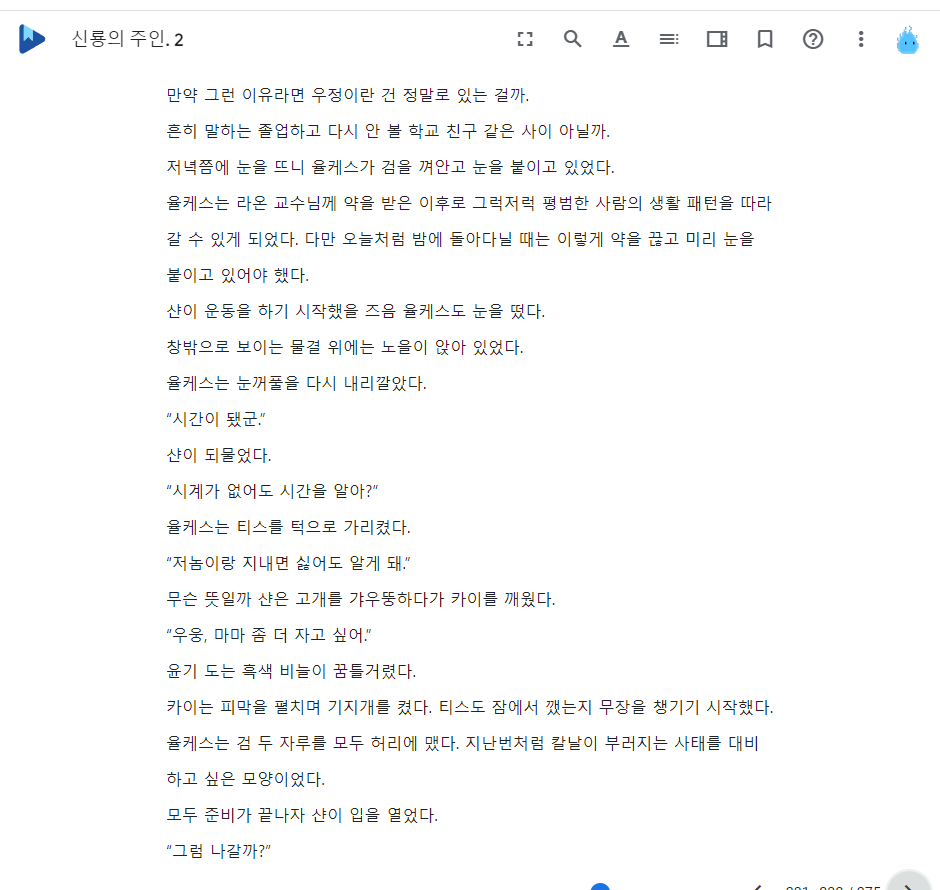 신룡의 주인. 2
만약 그런 이유라면 우정이란 건 정말로 있는 걸까.
흔히 말하는 졸업하고 다시 안 볼 학교 친구 같은 사이 아닐까.
저녁쯤에 눈을 뜨니 율케스가 검을 껴안고 눈을 붙이고 있었다.
율케스는 라온 교수님께 약을 받은 이후로 그럭저럭 평범한 사람의 생활 패턴을 따라
갈 수 있게 되었다. 다만 오늘처럼 밤에 돌아다닐 때는 이렇게 약을 끊고 미리 눈을
붙이고 있어야 했다.
샨이 운동을 하기 시작했을 즈음 율케스도 눈을 떴다.
창밖으로 보이는 물결 위에는 노을이 앉아 있었다.
율케스는 눈꺼풀을 다시 내리깔았다.
“시간이 됐군.”
샨이 되물었다.
“시계가 없어도 시간을 알아?”
율케스는 티스를 턱으로 가리켰다.
“저놈이랑 지내면 싫어도 알게 돼.”
무슨 뜻일까 샨은 고개를 갸우뚱하다가 카이를 깨웠다.
“우웅, 마마 좀 더 자고 싶어.”
윤기 도는 흑색 비늘이 꿈틀거렸다.
카이는 피막을 펼치며 기지개를 켰다. 티스도 잠에서 깼는지 무장을 챙기기 시작했다.
율케스는 검 두 자루를 모두 허리에 맸다. 지난번처럼 칼날이 부러지는 사태를 대비
하고 싶은 모양이었다.
모두 준비가 끝나자 샨이 입을 열었다.
“그럼 나갈까?”